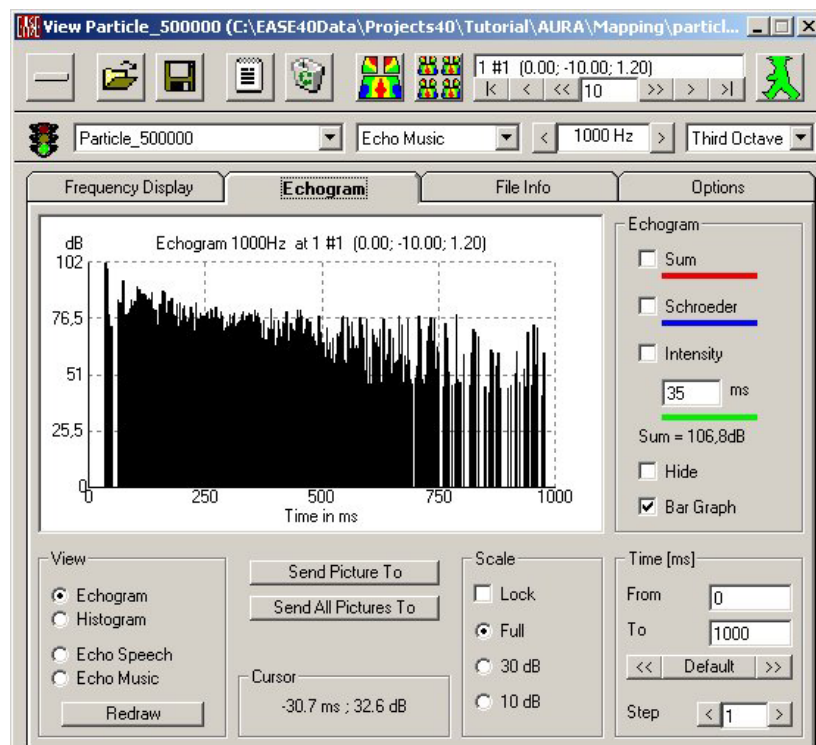 View Particle_500000 (C:\EASE40Data\Projects40\Tutorial\AURA\Mapping\particl...
1 #1 (0.00; -10.00; 1.20)
|< < << 10 >> > >|
Particle_500000 Echo Music < 1000 Hz > Third Octave
Frequency Display Echogram File Info Options
dB Echogram 1000Hz at 1 #1 (0.00; -10.00; 1.20)
102
76,5
51
25,5
0
0 250 500 750 1000
Time in ms
Echogram
Sum
Schroeder
Intensity
35 ms
Sum = 106,8dB
Hide
Bar Graph
View
Echogram
Histogram
Echo Speech
Echo Music
Redraw
Send Picture To
Send All Pictures To
Cursor
-30.7 ms ; 32.6 dB
Scale
Lock
Full
30 dB
10 dB
Time [ms]
From 0
To 1000
<< Default >>
Step < 1 >